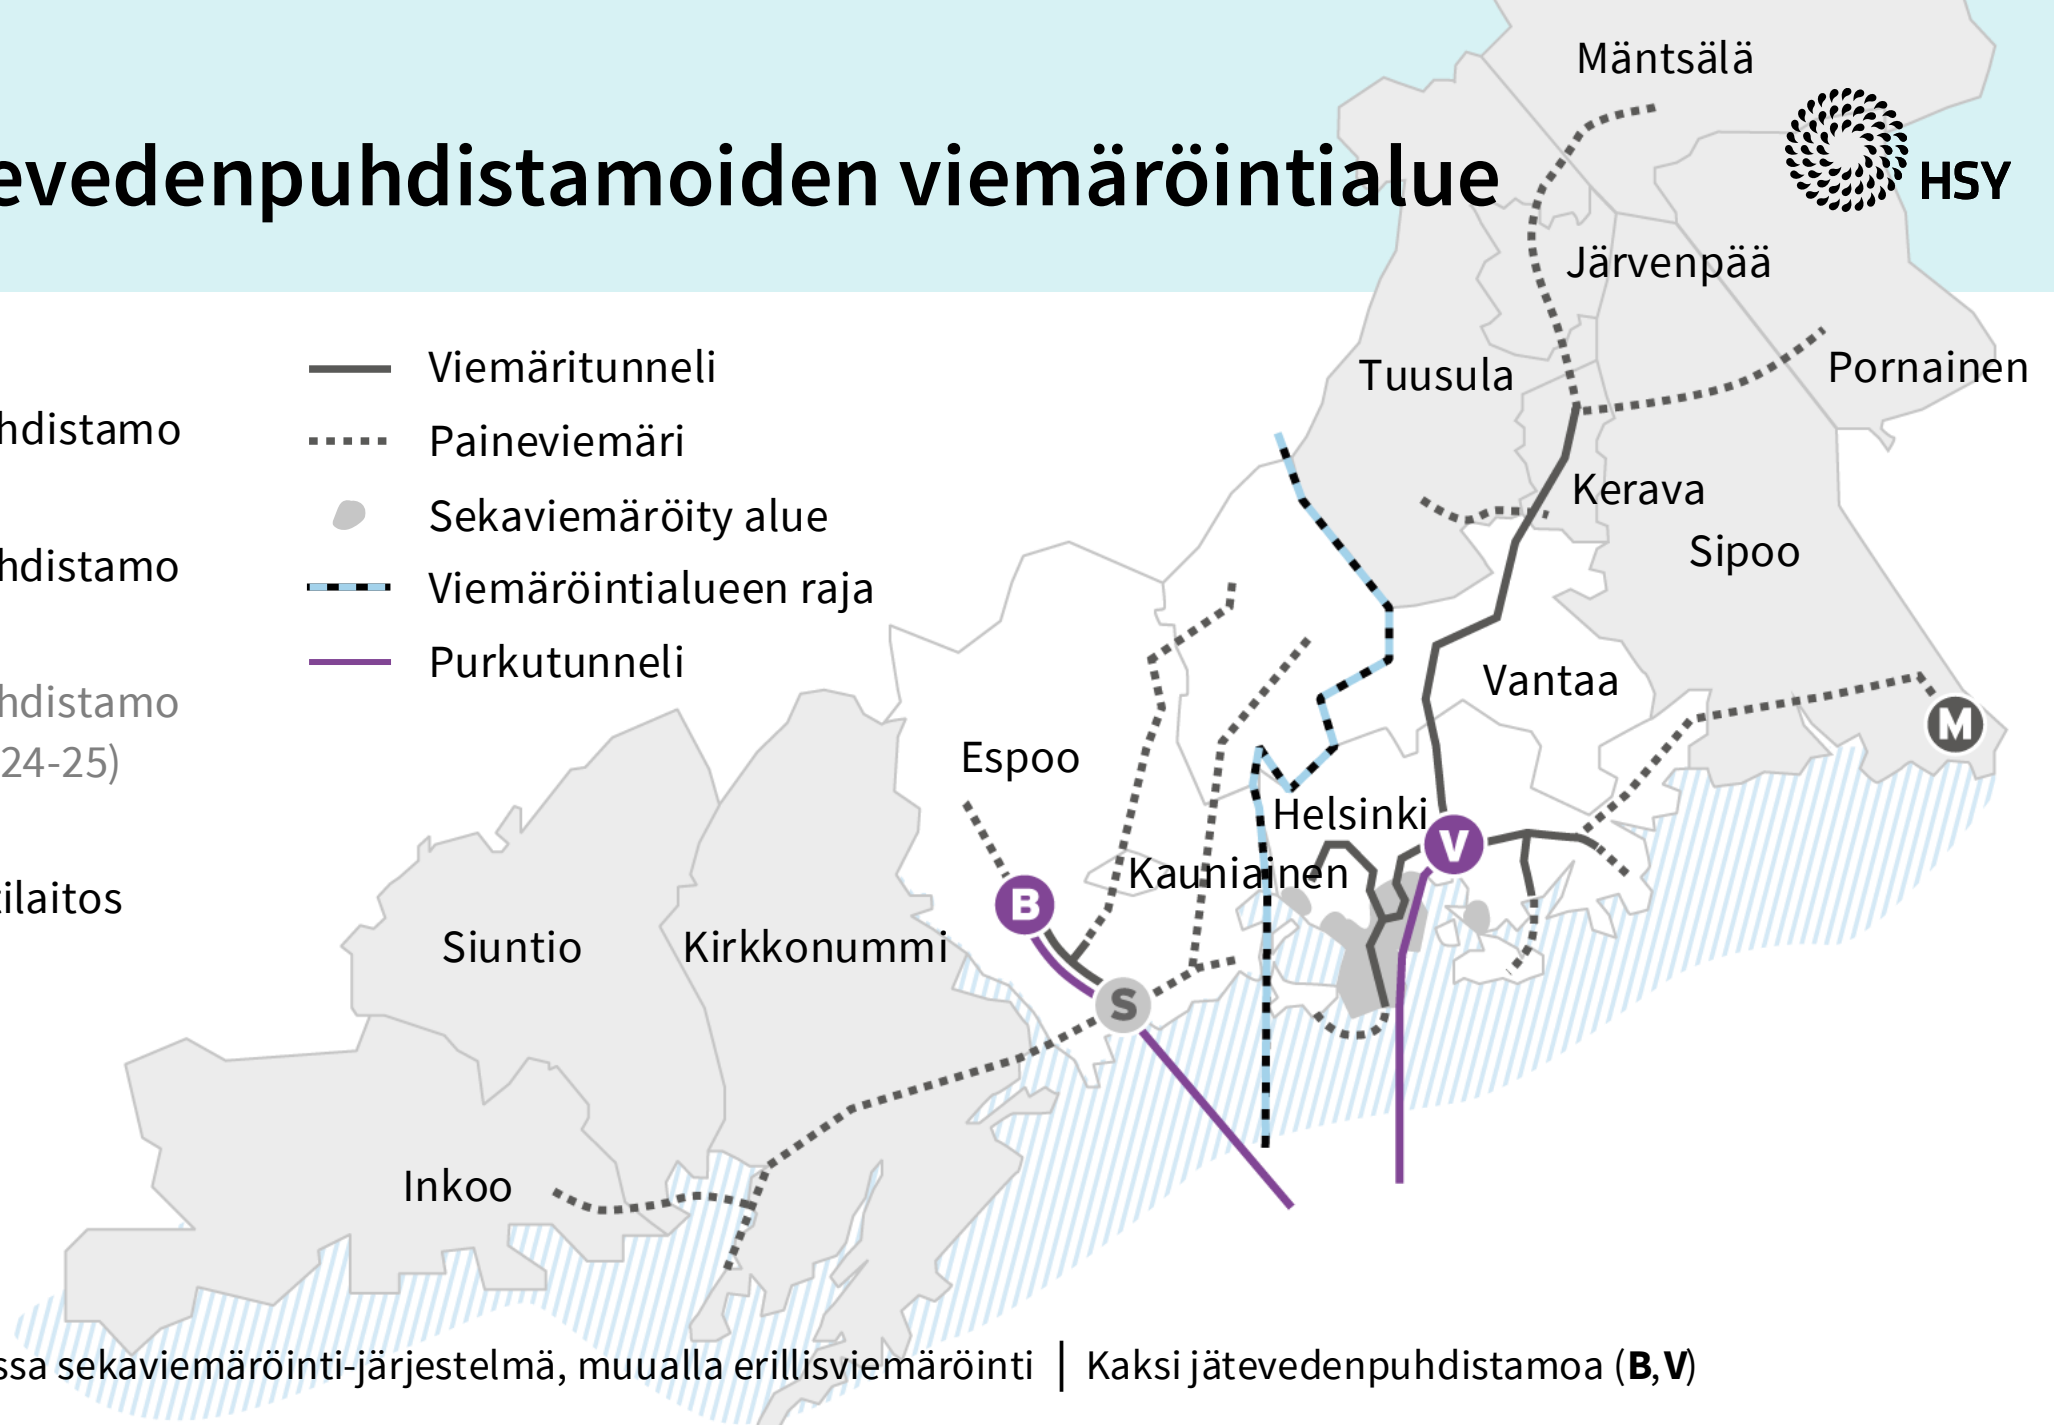 evedenpuhdistamoiden viemäröintialue
HSY
hdistamo
hdistamo
hdistamo
24-25)
ilaitos
Viemäritunneli
Paineviemäri
Sekaviemäröity alue
Viemäröintialueen raja
Purkutunneli
Mäntsälä
Järvenpää
Tuusula
Pornainen
Kerava
Sipoo
Vantaa
M
Espoo
Helsinki
V
Kauniainen
B
Siuntio
Kirkkonummi
S
Inkoo
ssa sekaviemäröinti-järjestelmä, muualla erillisviemäröinti | Kaksi jätevedenpuhdistamoa (B,V)